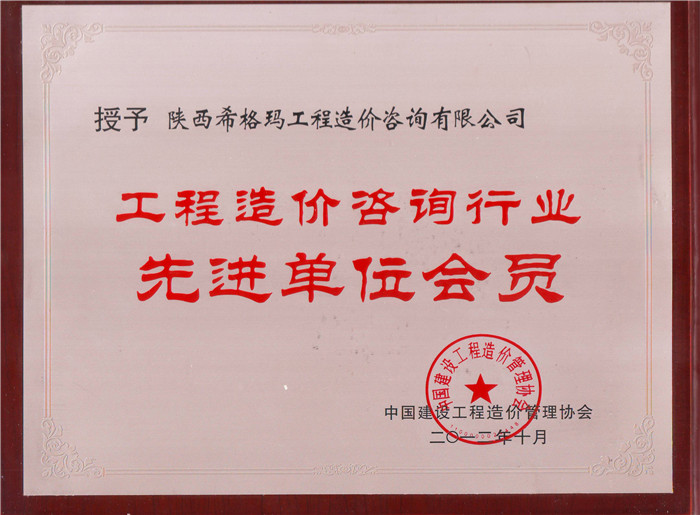 授予 陕西希格玛工程造价咨询有限公司
工程造价咨询行业
先进单位会员
中国建设工程造价管理协会
中国建设工程造价管理协会
二〇一二年十月